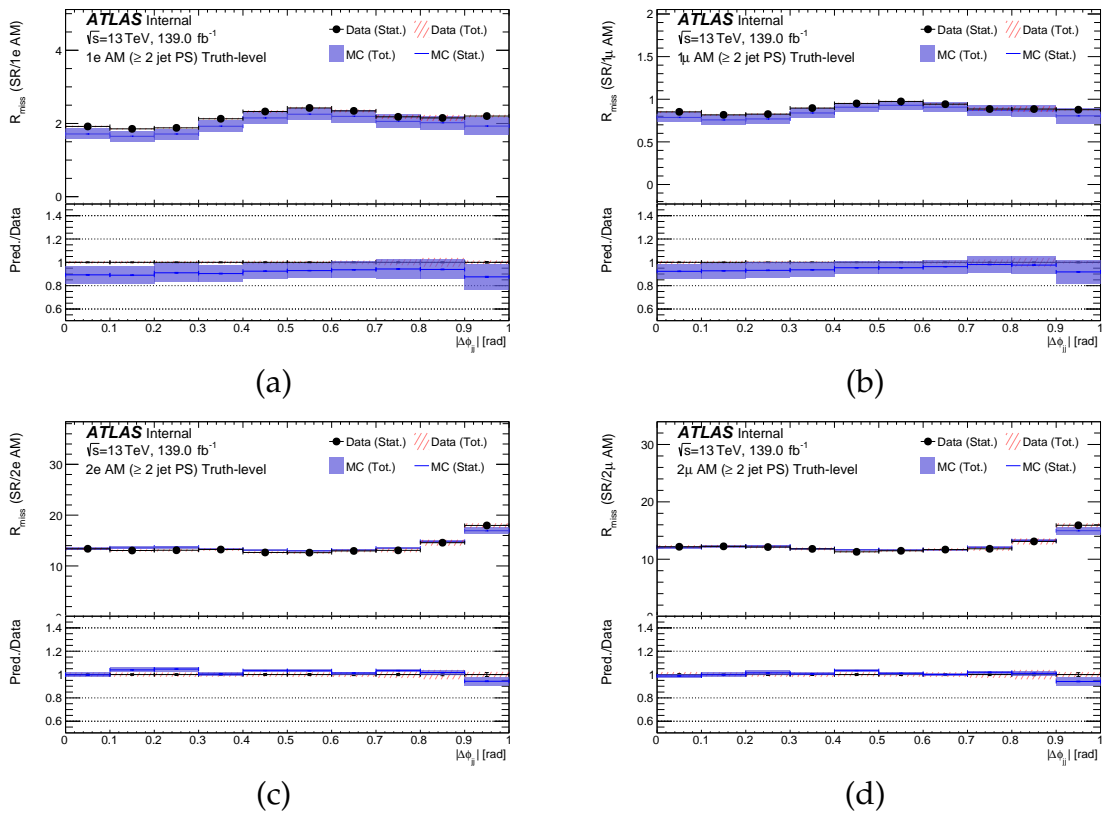 ATLAS Internal
√s=13 TeV, 139.0 fb⁻¹
1e AM (≥ 2 jet PS) Truth-level
Data (Stat.)
Data (Tot.)
MC (Tot.)
MC (Stat.)
R_miss (SR/1e AM)
4
2
0
Pred./Data
1.4
1.2
1
0.8
0.6
0 0.1 0.2 0.3 0.4 0.5 0.6 0.7 0.8 0.9 1
|Δϕ_jj| [rad]
(a)
ATLAS Internal
√s=13 TeV, 139.0 fb⁻¹
1μ AM (≥ 2 jet PS) Truth-level
Data (Stat.)
Data (Tot.)
MC (Tot.)
MC (Stat.)
R_miss (SR/1μ AM)
2
1.5
1
0.5
0
Pred./Data
1.4
1.2
1
0.8
0.6
0 0.1 0.2 0.3 0.4 0.5 0.6 0.7 0.8 0.9 1
|Δϕ_jj| [rad]
(b)
ATLAS Internal
√s=13 TeV, 139.0 fb⁻¹
2e AM (≥ 2 jet PS) Truth-level
Data (Stat.)
Data (Tot.)
MC (Tot.)
MC (Stat.)
R_miss (SR/2e AM)
30
20
10
Pred./Data
1.4
1.2
1
0.8
0.6
0 0.1 0.2 0.3 0.4 0.5 0.6 0.7 0.8 0.9 1
|Δϕ_jj| [rad]
(c)
ATLAS Internal
√s=13 TeV, 139.0 fb⁻¹
2μ AM (≥ 2 jet PS) Truth-level
Data (Stat.)
Data (Tot.)
MC (Tot.)
MC (Stat.)
R_miss (SR/2μ AM)
30
20
10
Pred./Data
1.4
1.2
1
0.8
0.6
0 0.1 0.2 0.3 0.4 0.5 0.6 0.7 0.8 0.9 1
|Δϕ_jj| [rad]
(d)